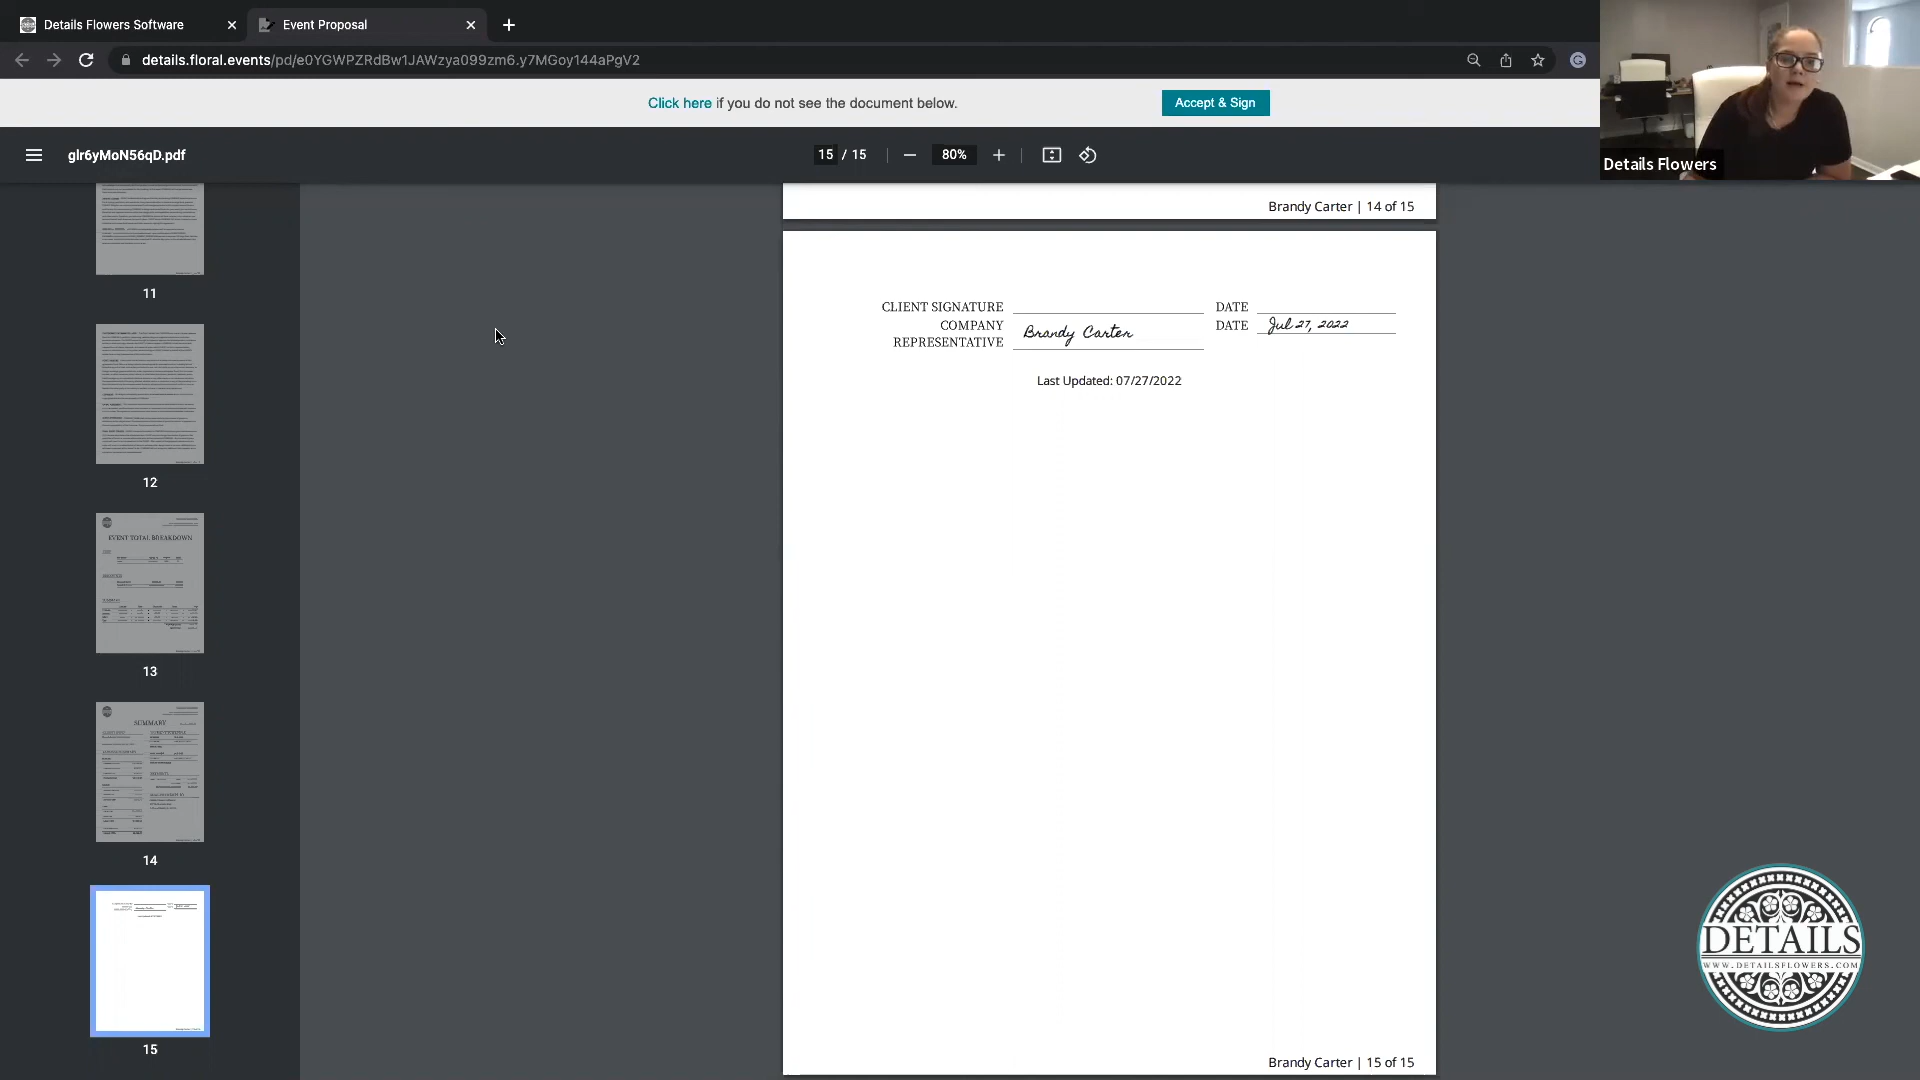 Details Flowers Software
Event Proposal
details.floral.events/pd/e0YGWPZRdBw1JAWzya099zm6.y7MGoy144aPgV2
Click here if you do not see the document below.
Accept & Sign
glr6yMoN56qD.pdf
15 / 15
80%
Details Flowers
Brandy Carter | 14 of 15
CLIENT SIGNATURE
DATE
COMPANY REPRESENTATIVE
Brandy Carter
DATE
Jul 27, 2022
Last Updated: 07/27/2022
Brandy Carter | 15 of 15
11
12
EVENT TOTAL BREAKDOWN
13
SUMMARY
14
15
DETAILS
WWW.DETAILSFLOWERS.COM